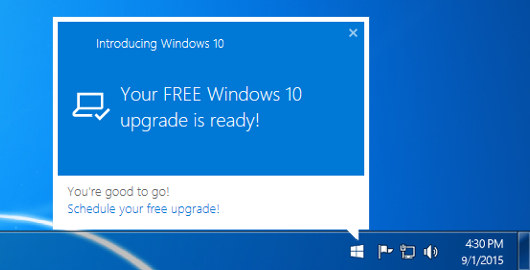 Introducing Windows 10
Your FREE Windows 10
upgrade is ready!
You're good to go!
Schedule your free upgrade!
4:30 PM
9/1/2015